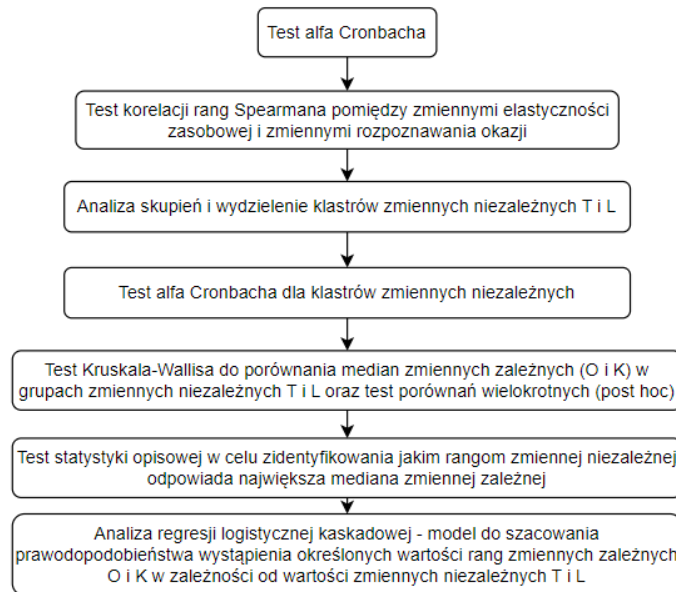 Test alfa Cronbacha
Test korelacji rang Spearmana pomiędzy zmiennymi elastyczności
zasobowej i zmiennymi rozpoznawania okazji
Analiza skupień i wydzielenie klastrów zmiennych niezależnych T i L
Test alfa Cronbacha dla klastrów zmiennych niezależnych
Test Kruskala-Wallisa do porównania median zmiennych zależnych (O i K) w
grupach zmiennych niezależnych T i L oraz test porównań wielokrotnych (post hoc)
Test statystyki opisowej w celu zidentyfikowania jakim rangom zmiennej niezależnej
odpowiada największa mediana zmiennej zależnej
Analiza regresji logistycznej kaskadowej - model do szacowania
prawodopodobieństwa wystąpienia określonych wartości rang zmiennych zależnych
O i K w zależności od wartości zmiennych niezależnych T i L